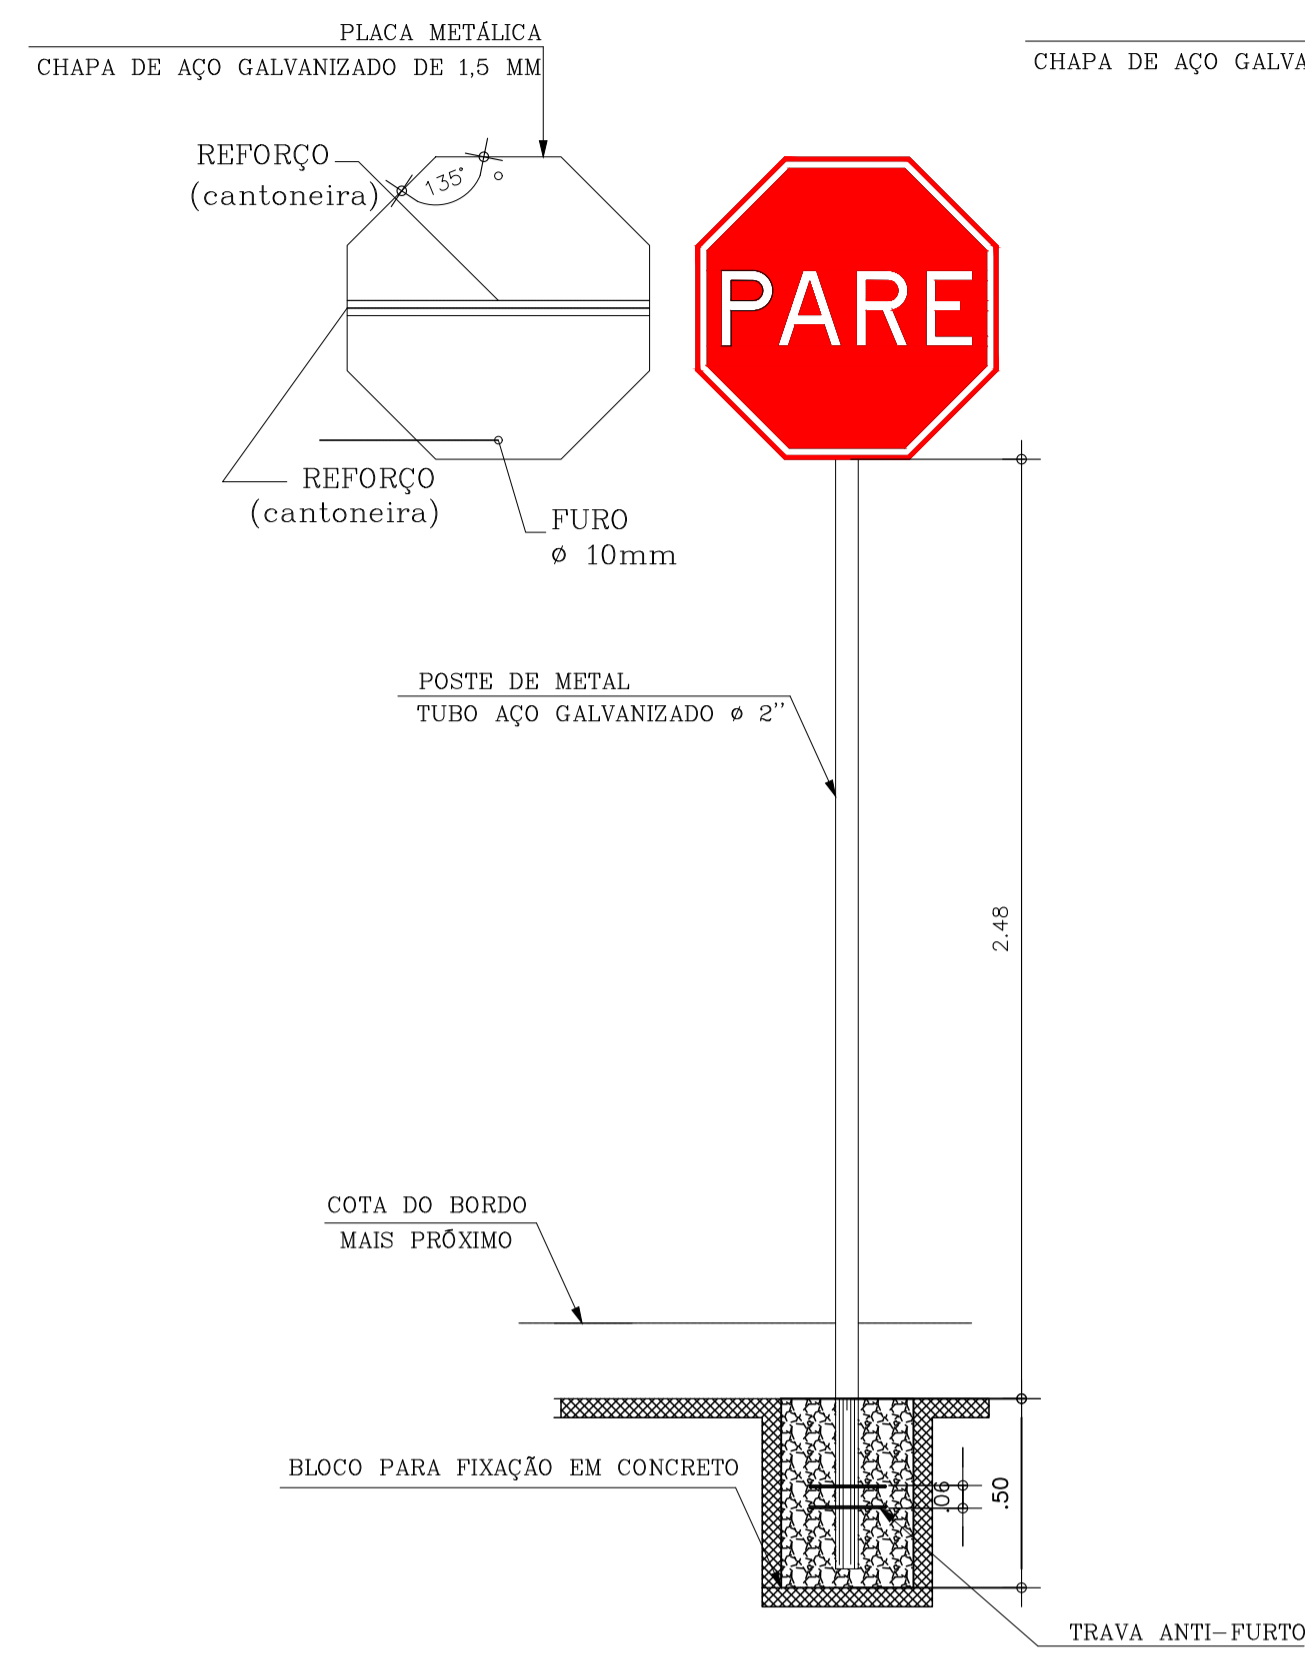 PLACA METÁLICA
CHAPA DE AÇO GALVANIZADO DE 1,5 MM
CHAPA DE AÇO GALVA
REFORÇO
(cantoneira)
135°
PARE
REFORÇO
(cantoneira)
FURO
ø 10mm
POSTE DE METAL
TUBO AÇO GALVANIZADO ø 2''
2.48
COTA DO BORDO
MAIS PRÓXIMO
BLOCO PARA FIXAÇÃO EM CONCRETO
.06
.50
TRAVA ANTI-FURTO